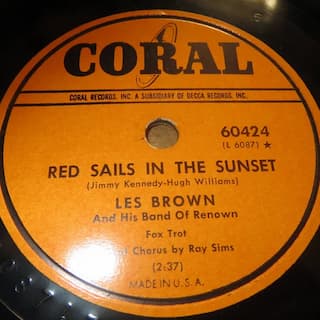 CORAL
CORAL RECORDS, INC. A SUBSIDIARY OF DECCA RECORDS, INC.
60424
(L 6087) ★
RED SAILS IN THE SUNSET
(Jimmy Kennedy-Hugh Williams)
LES BROWN
And His Band Of Renown
Fox Trot
Chorus by Ray Sims
(2:37)
MADE IN U.S.A.